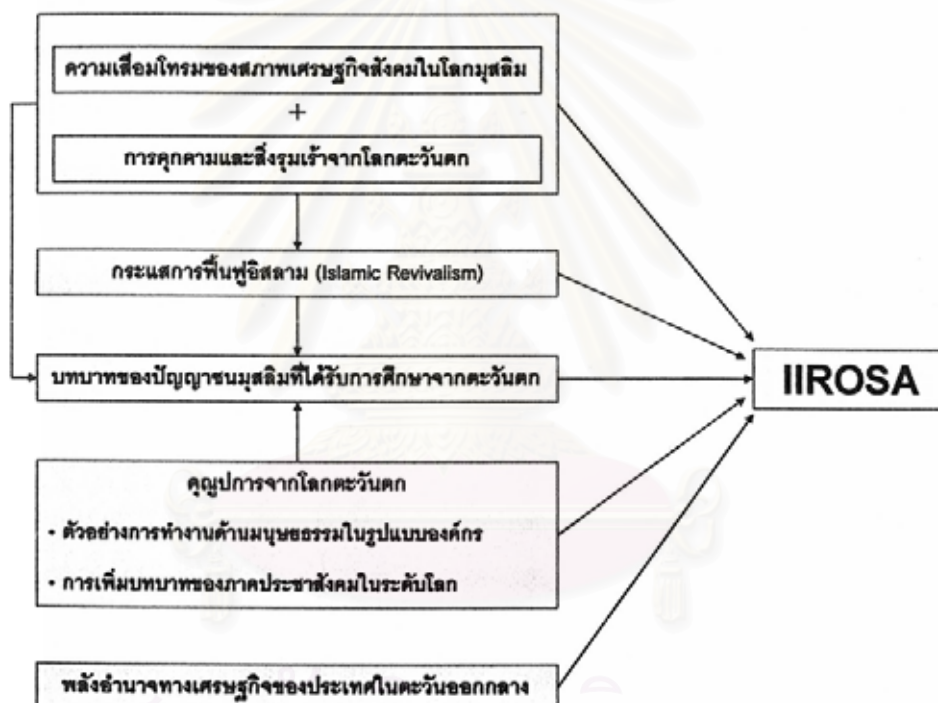 ความเสื่อมโทรมของสภาพเศรษฐกิจสังคมในโลกมุสลิม
+
การคุกคามและสิ่งรุมเร้าจากโลกตะวันตก
กระแสการฟื้นฟูอิสลาม (Islamic Revivalism)
บทบาทของปัญญาชนมุสลิมที่ได้รับการศึกษาจากตะวันตก
IIROSA
คุณูปการจากโลกตะวันตก
- ตัวอย่างการทำงานด้านมนุษยธรรมในรูปแบบองค์กร
- การเพิ่มบทบาทของภาคประชาสังคมในระดับโลก
พลังอำนาจทางเศรษฐกิจของประเทศในตะวันออกกลาง